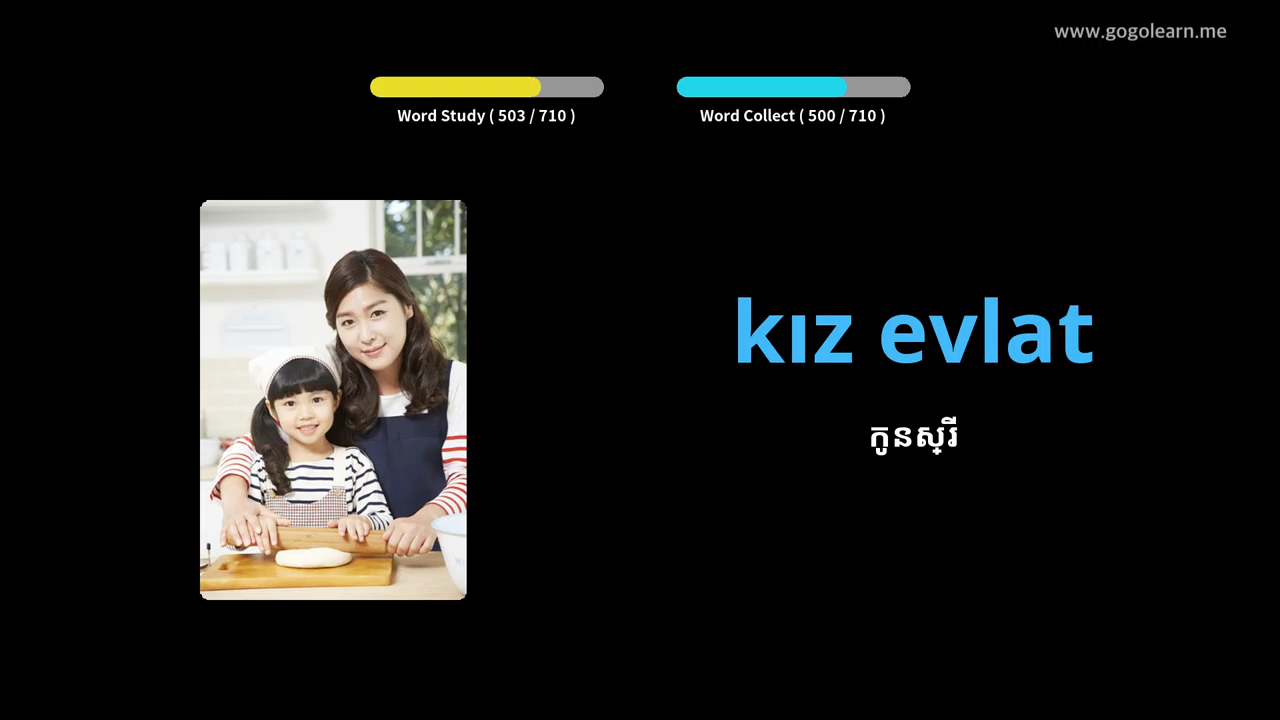 www.gogolearn.me
Word Study ( 503 / 710 )
Word Collect ( 500 / 710 )
kız evlat
កូនស្រី